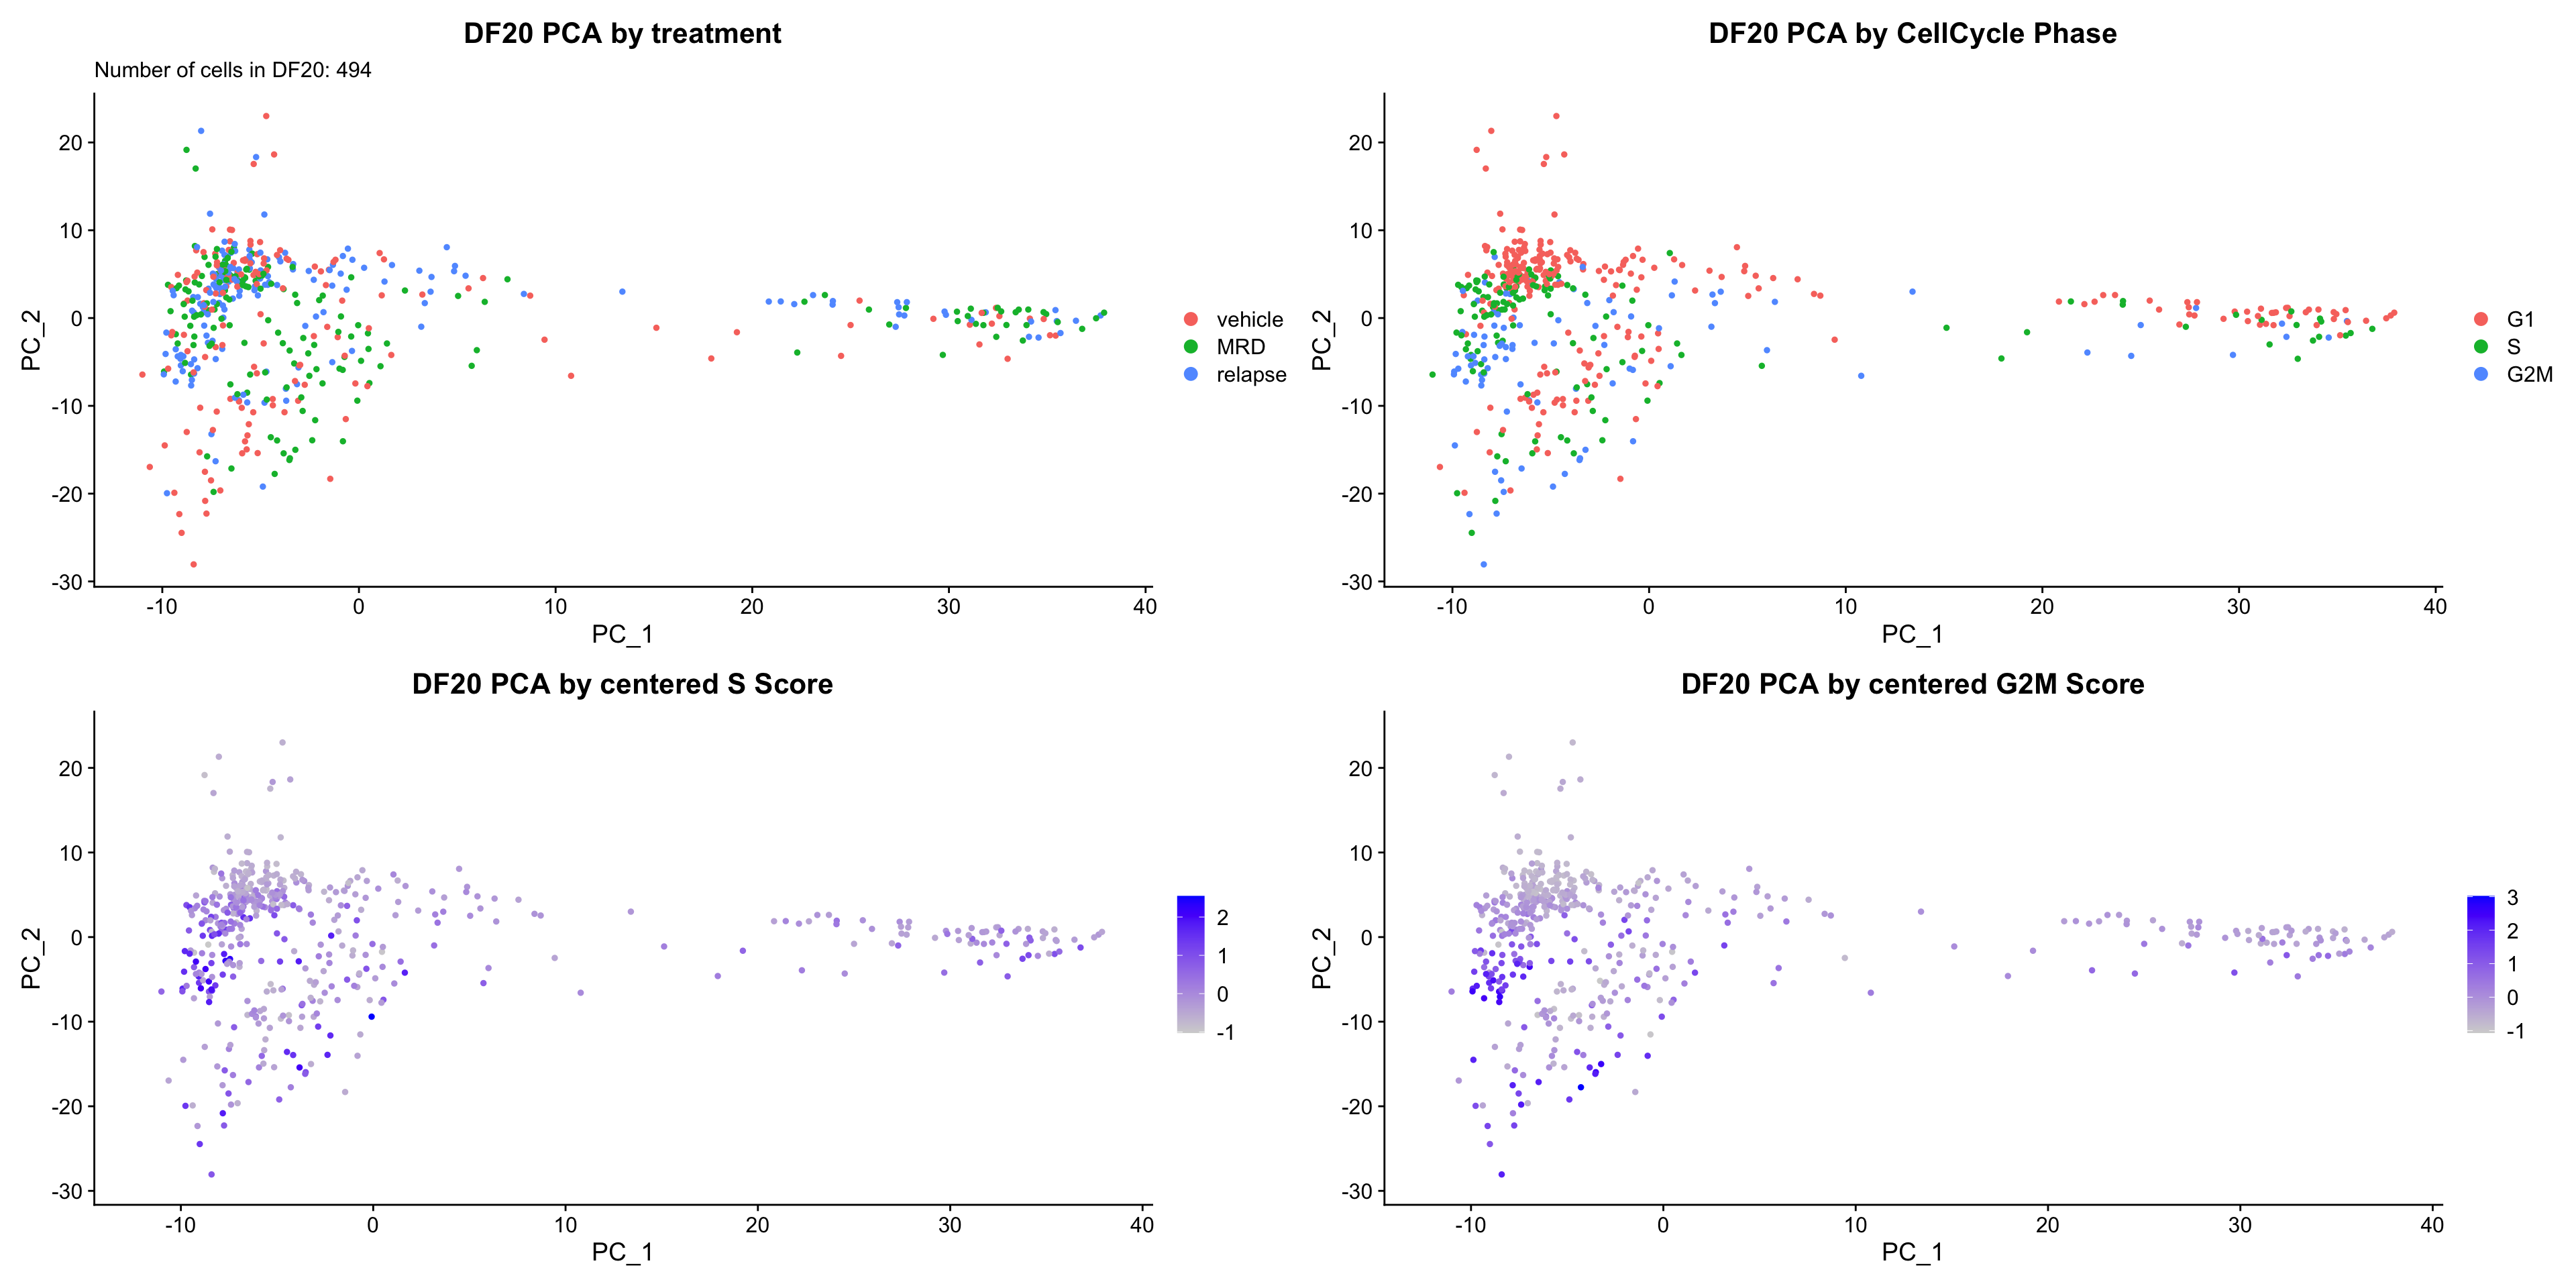 DF20 PCA by treatment
Number of cells in DF20: 494
20
10
0
-10
-20
-30
PC_2
-10 0 10 20 30 40
PC_1
vehicle
MRD
relapse
DF20 PCA by CellCycle Phase
20
10
0
-10
-20
-30
PC_2
-10 0 10 20 30 40
PC_1
G1
S
G2M
DF20 PCA by centered S Score
20
10
0
-10
-20
-30
PC_2
-10 0 10 20 30 40
PC_1
2
1
0
-1
DF20 PCA by centered G2M Score
20
10
0
-10
-20
-30
PC_2
-10 0 10 20 30 40
PC_1
3
2
1
0
-1